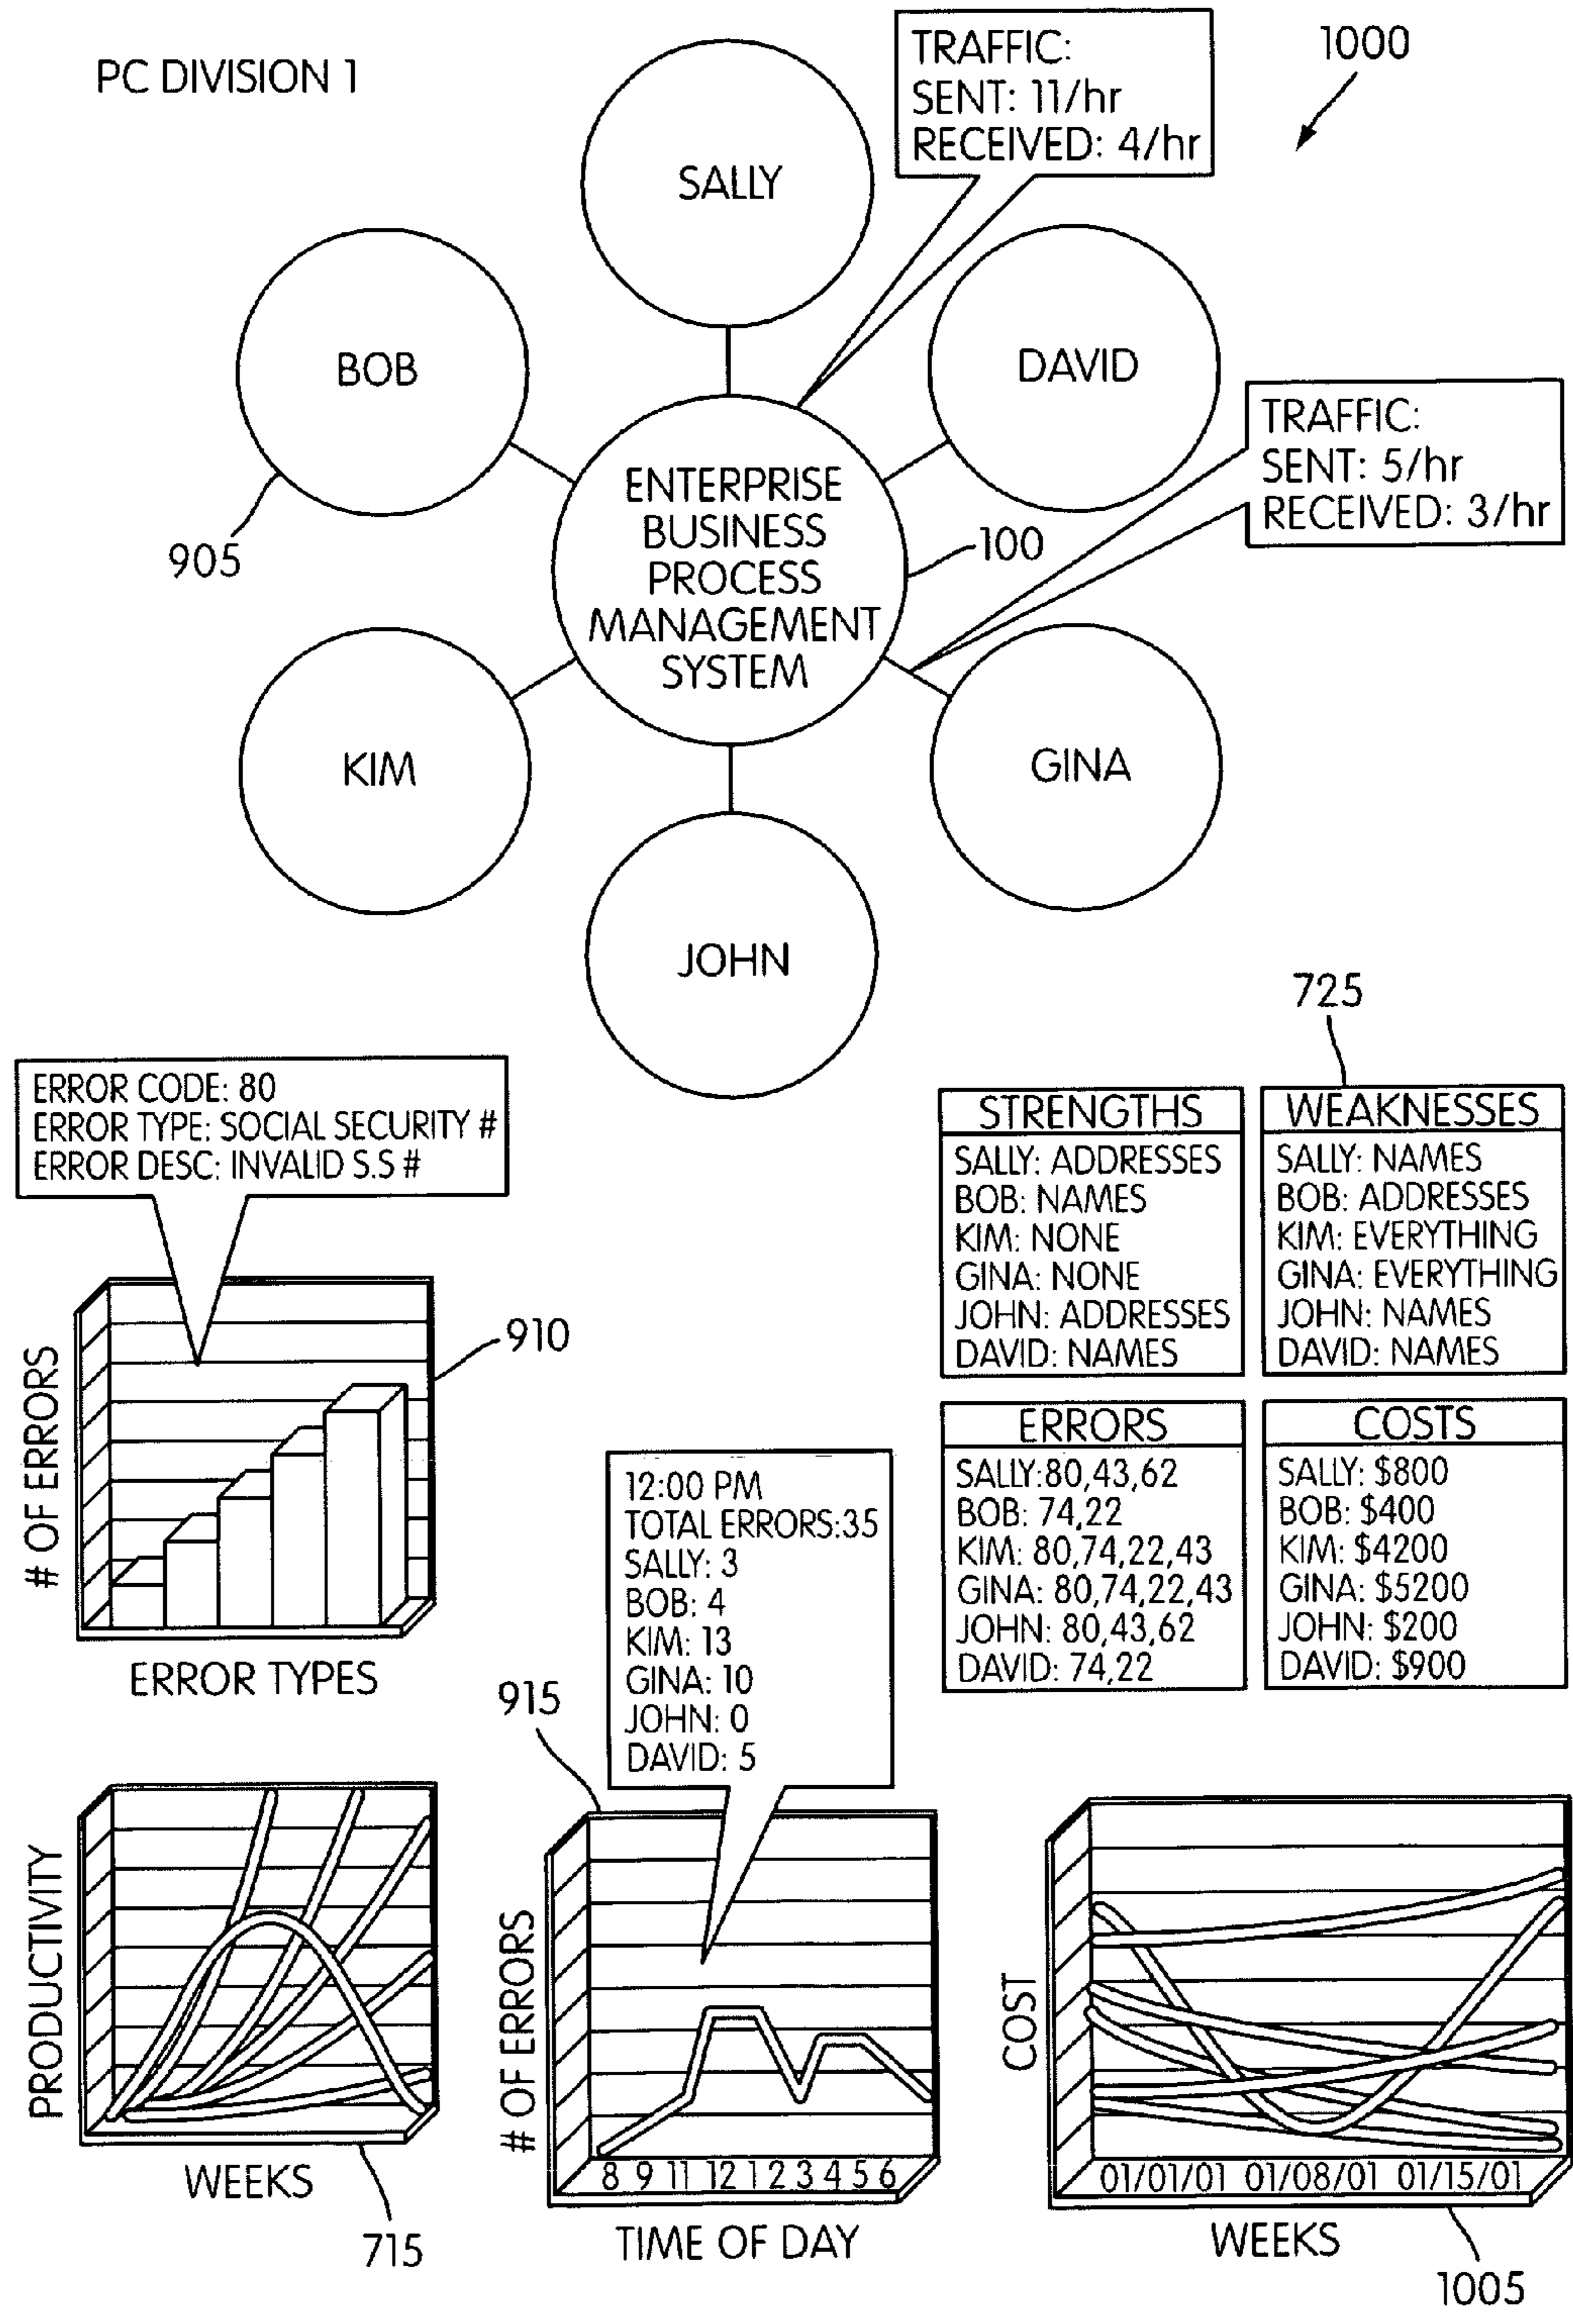 PC DIVISION 1
TRAFFIC:
SENT: 11/hr
RECEIVED: 4/hr
1000
SALLY
BOB
DAVID
TRAFFIC:
SENT: 5/hr
RECEIVED: 3/hr
905
ENTERPRISE
BUSINESS
PROCESS
MANAGEMENT
SYSTEM
100
KIM
GINA
JOHN
725
ERROR CODE: 80
ERROR TYPE: SOCIAL SECURITY #
ERROR DESC: INVALID S.S #
STRENGTHS
SALLY: ADDRESSES
BOB: NAMES
KIM: NONE
GINA: NONE
JOHN: ADDRESSES
DAVID: NAMES
WEAKNESSES
SALLY: NAMES
BOB: ADDRESSES
KIM: EVERYTHING
GINA: EVERYTHING
JOHN: NAMES
DAVID: NAMES
910
# OF ERRORS
ERROR TYPES
ERRORS
SALLY:80,43,62
BOB: 74,22
KIM: 80,74,22,43
GINA: 80,74,22,43
JOHN: 80,43,62
DAVID: 74,22
COSTS
SALLY: $800
BOB: $400
KIM: $4200
GINA: $5200
JOHN: $200
DAVID: $900
12:00 PM
TOTAL ERRORS:35
SALLY: 3
BOB: 4
KIM: 13
GINA: 10
JOHN: 0
DAVID: 5
915
PRODUCTIVITY
WEEKS
715
# OF ERRORS
8 9 11 12 1 2 3 4 5 6
TIME OF DAY
COST
01/01/01 01/08/01 01/15/01
WEEKS
1005